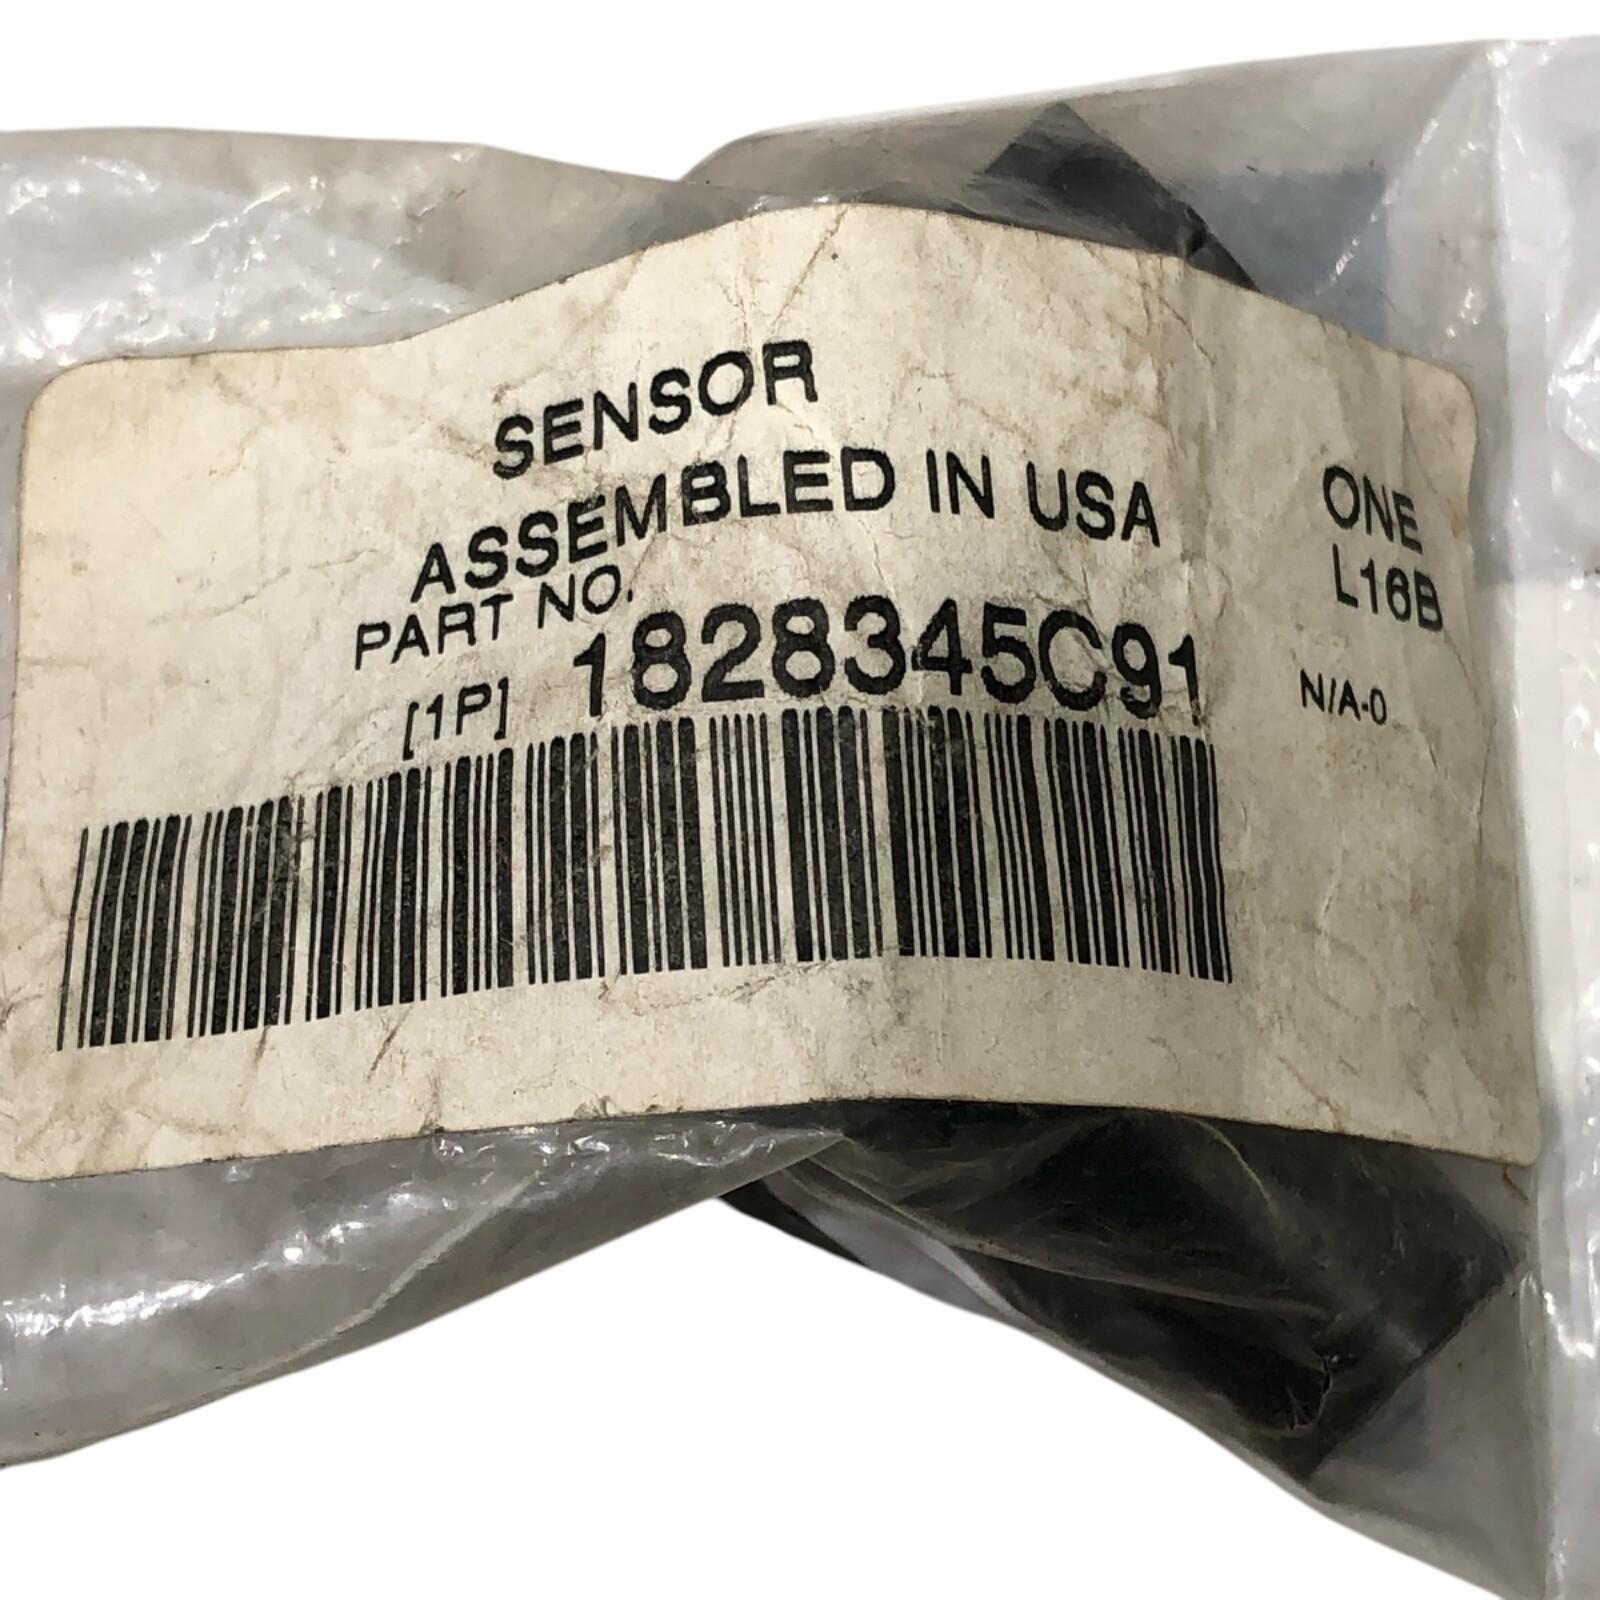 SENSOR
ASSEMBLED IN USA
ONE
PART NO.
L16B
[1P] 1828345C91
N/A-0